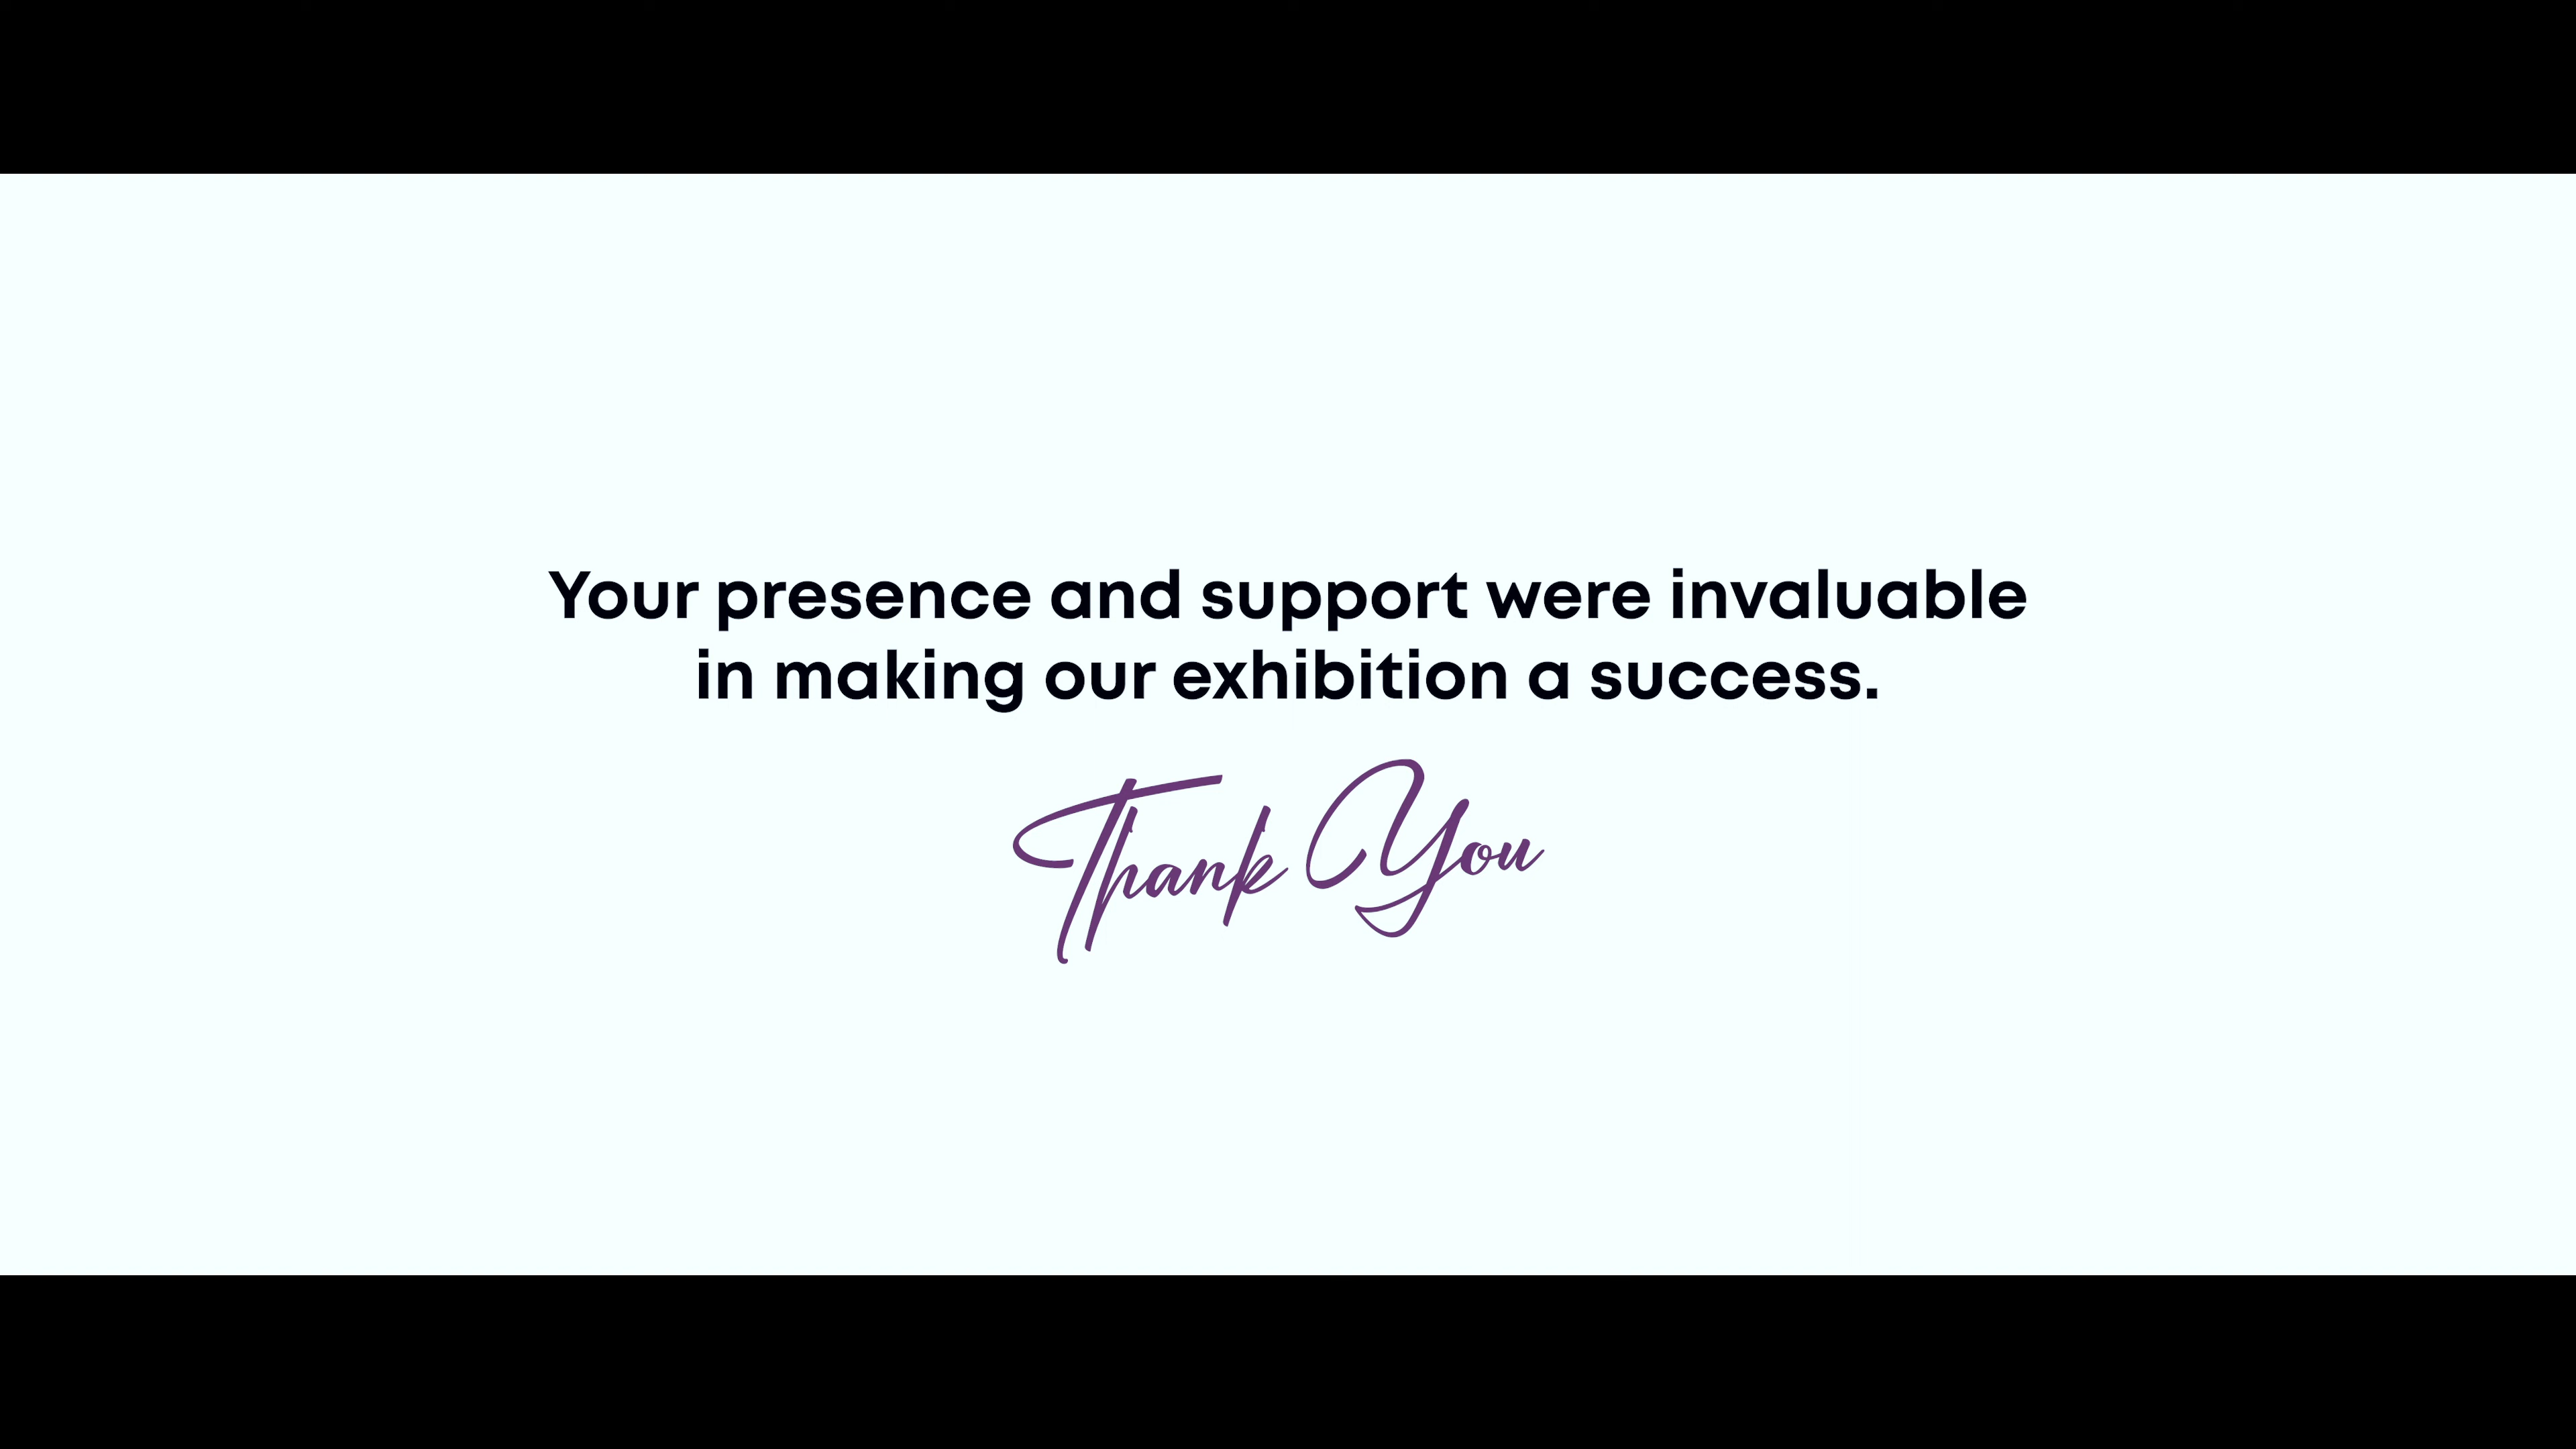 Your presence and support were invaluable
in making our exhibition a success.
Thank You